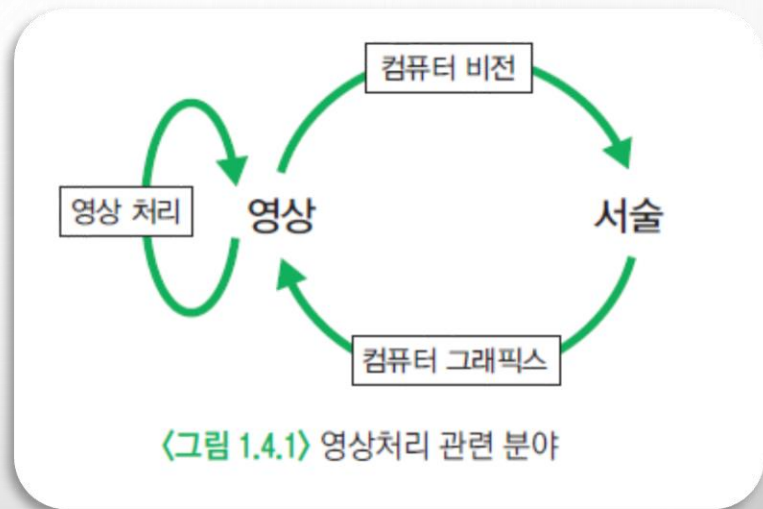 컴퓨터 비전
영상 처리
영상
서술
컴퓨터 그래픽스
〈그림 1.4.1〉 영상처리 관련 분야